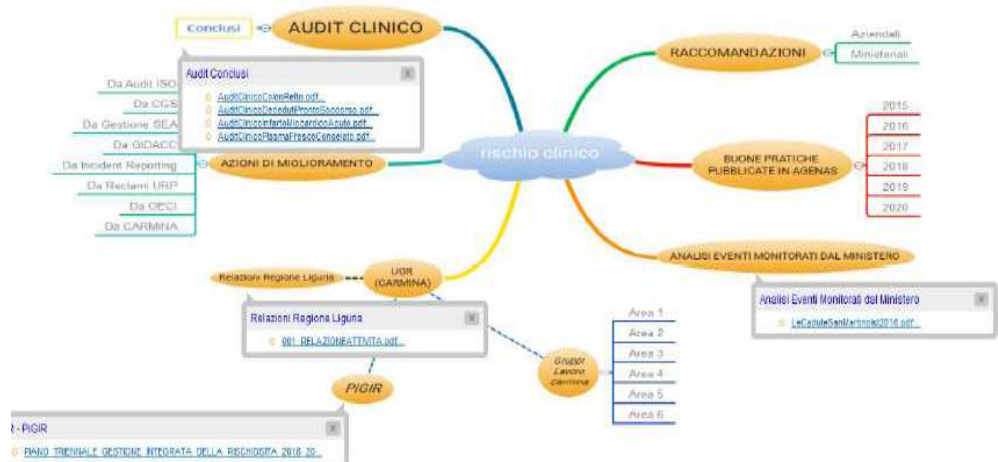 Conclusi
AUDIT CLINICO
Audit Conclusi
AuditClinicoColonRetto.pdf...
AuditClinicoDecedutiProntoSoccorso.pdf...
AuditClinicoInfartoMiocardicoAcuto.pdf...
AuditClinicoPlasmaFrescoCongelato.pdf...
Da Audit ISO
Da CGS
Da Gestione SEA
Da GIDACC
Da Incident Reporting
Da Reclami URP
Da OECI
Da CARMINA
AZIONI DI MIGLIORAMENTO
rischio clinico
RACCOMANDAZIONI
Aziendali
Ministeriali
BUONE PRATICHE
PUBBLICATE IN AGENAS
2015
2016
2017
2018
2019
2020
ANALISI EVENTI MONITORATI DAL MINISTERO
Analisi Eventi Monitorati dal Ministero
LeCaduteSanMartinoIst2016.pdf...
Relazioni Regione Liguria
UGR
(CARMINA)
Relazioni Regione Liguria
001_RELAZIONEATTIVITA.pdf...
Gruppi
Lavoro
Carmina
Area 1
Area 2
Area 3
Area 4
Area 5
Area 6
PIGIR
R - PIGIR
PIANO TRIENNALE GESTIONE INTEGRATA DELLA RISCHIOSITA 2018 20...